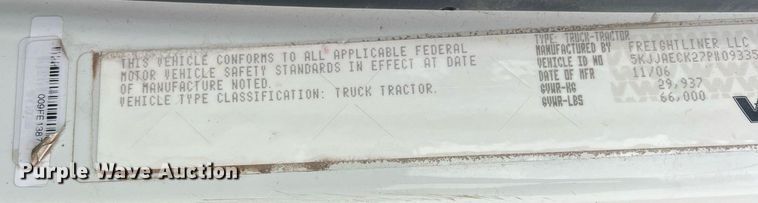 THIS VEHICLE CONFORMS TO ALL APPLICABLE FEDERAL
MOTOR VEHICLE SAFETY STANDARDS IN EFFECT AT DATE
OF MANUFACTURE NOTED.
VEHICLE TYPE CLASSIFICATION: TRUCK TRACTOR.
TYPE: TRUCK-TRACTOR
MANUFACTURED BY FREIGHTLINER LLC
VEHICLE ID NO 5KJJAECK27PW09335
DATE OF MFR 11/06
GVWR-KG 29,937
GVWR-LBS 66,000
009FE1387
Purple Wave Auction